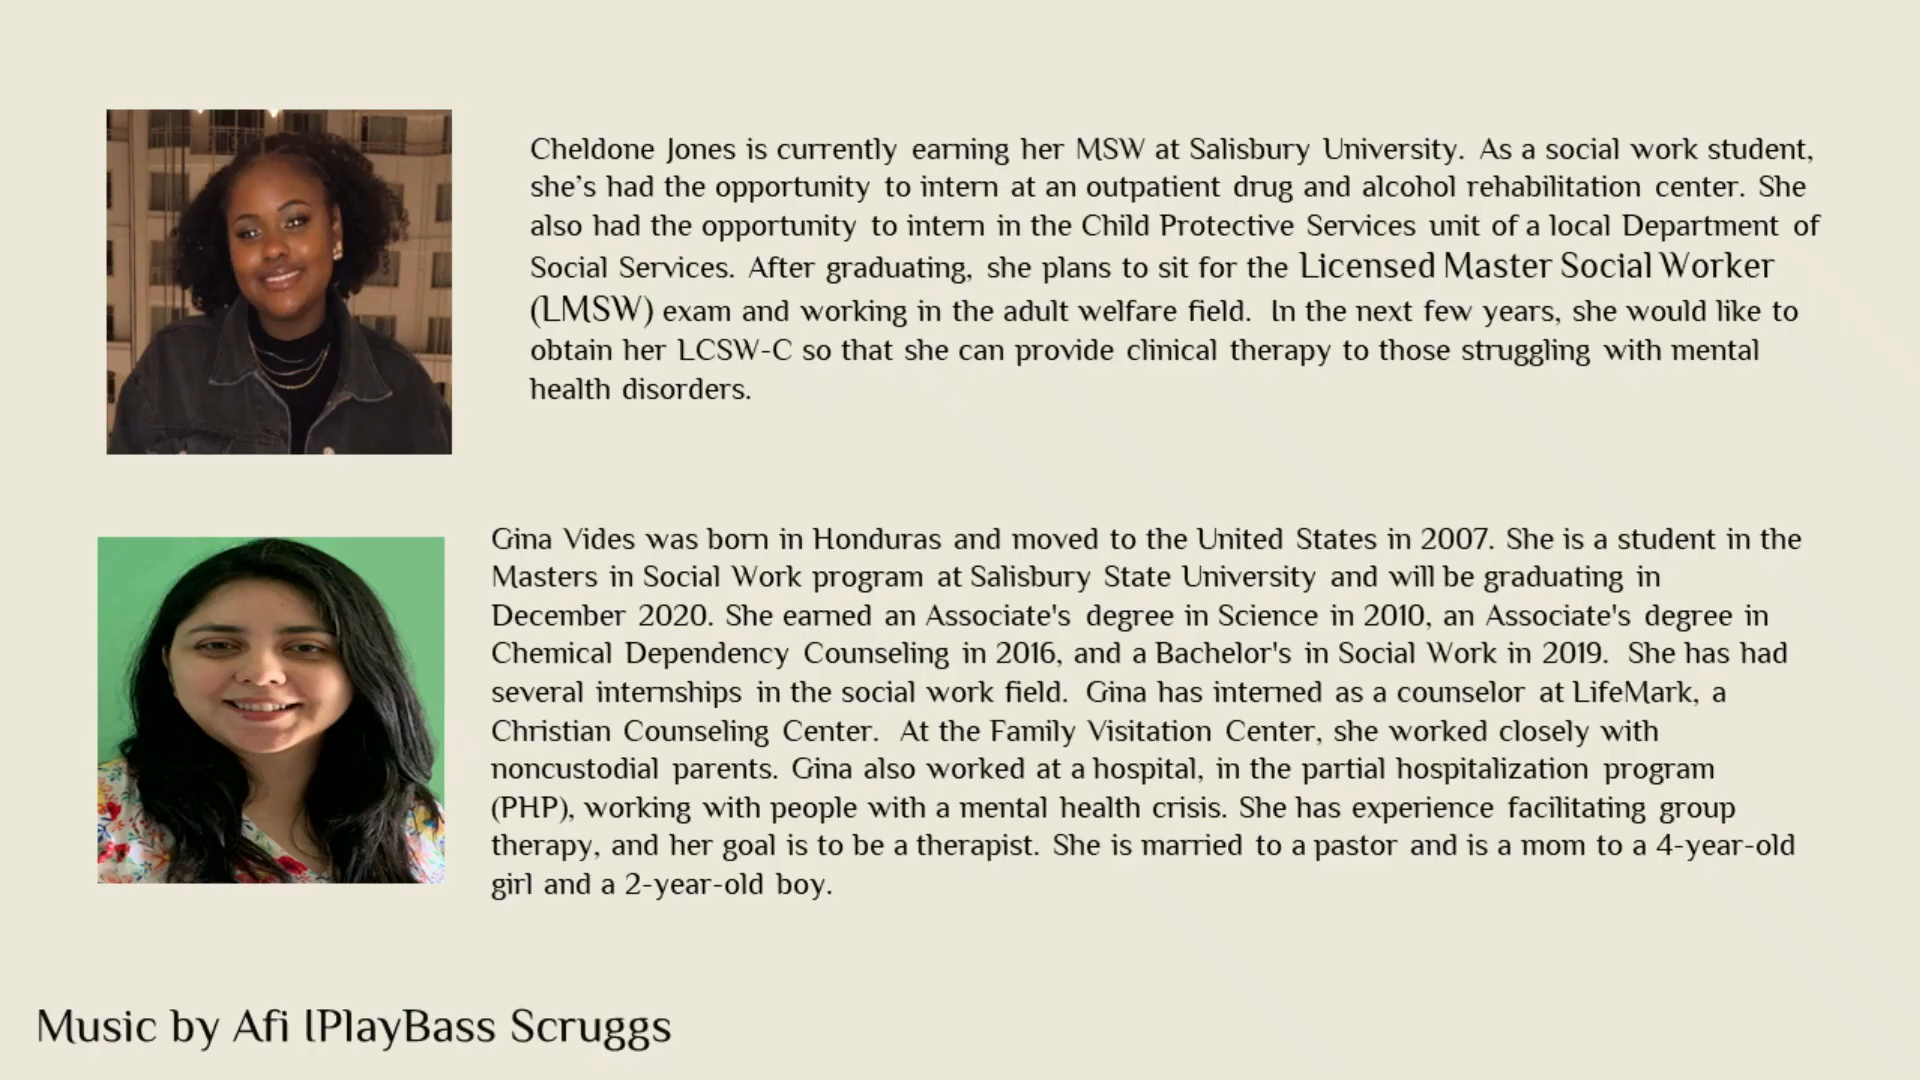 Cheldone Jones is currently earning her MSW at Salisbury University. As a social work student,
she’s had the opportunity to intern at an outpatient drug and alcohol rehabilitation center. She
also had the opportunity to intern in the Child Protective Services unit of a local Department of
Social Services. After graduating, she plans to sit for the Licensed Master Social Worker
(LMSW) exam and working in the adult welfare field. In the next few years, she would like to
obtain her LCSW-C so that she can provide clinical therapy to those struggling with mental
health disorders.
Gina Vides was born in Honduras and moved to the United States in 2007. She is a student in the
Masters in Social Work program at Salisbury State University and will be graduating in
December 2020. She earned an Associate's degree in Science in 2010, an Associate's degree in
Chemical Dependency Counseling in 2016, and a Bachelor's in Social Work in 2019. She has had
several internships in the social work field. Gina has interned as a counselor at LifeMark, a
Christian Counseling Center. At the Family Visitation Center, she worked closely with
noncustodial parents. Gina also worked at a hospital, in the partial hospitalization program
(PHP), working with people with a mental health crisis. She has experience facilitating group
therapy, and her goal is to be a therapist. She is married to a pastor and is a mom to a 4-year-old
girl and a 2-year-old boy.
Music by Afi IPlayBass Scruggs